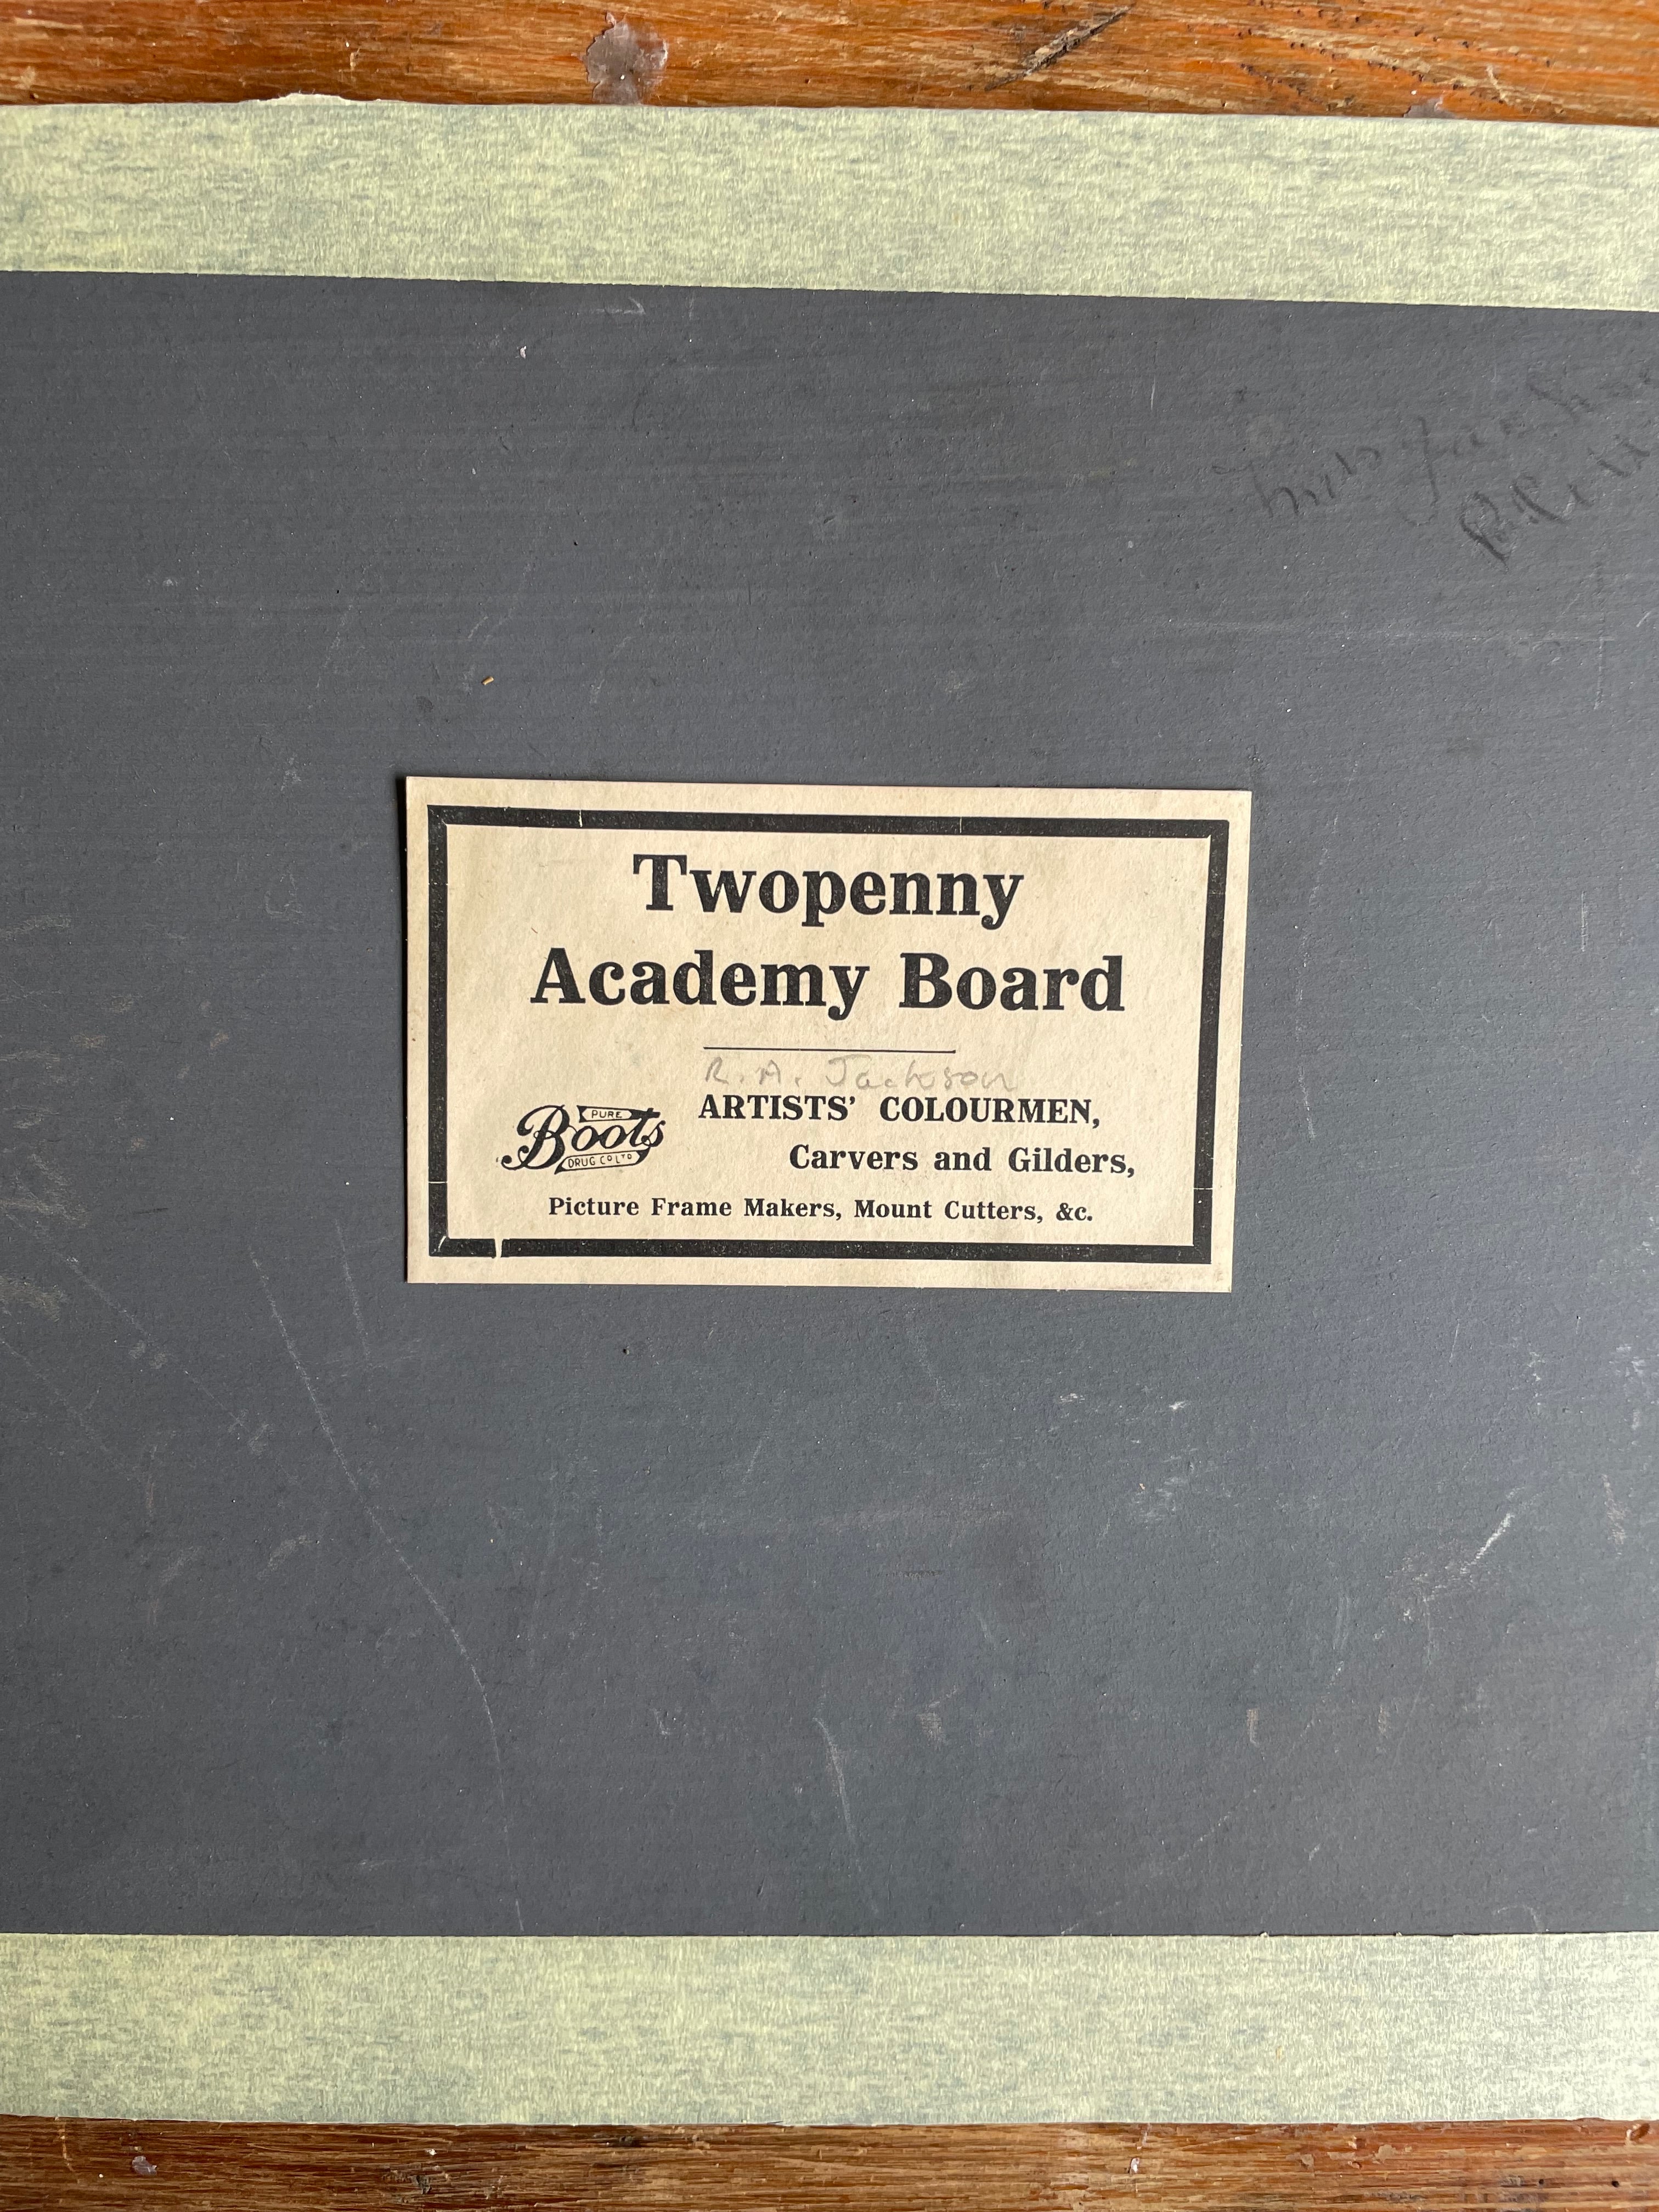 Twopenny
Academy Board
R.A. Jackson
PURE
Boots
DRUG CO LTD
ARTISTS' COLOURMEN,
Carvers and Gilders,
Picture Frame Makers, Mount Cutters, &c.